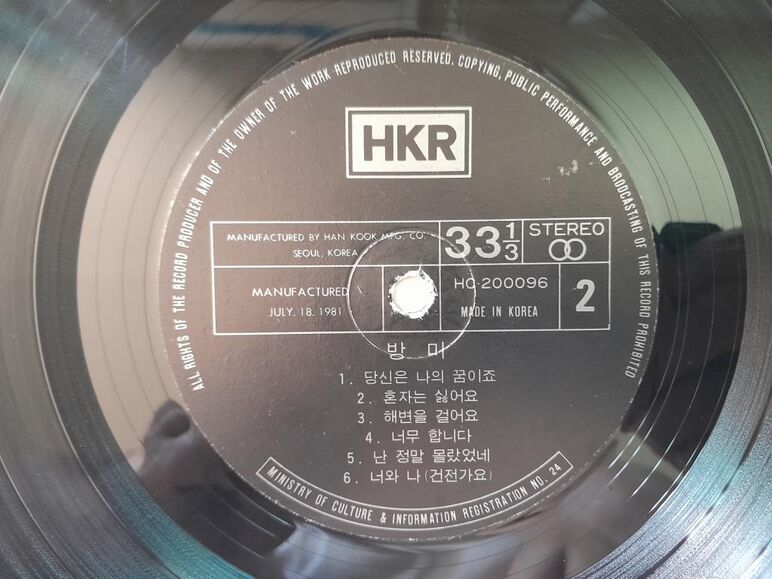 ALL RIGHTS OF THE RECORD PRODUCER AND OF THE OWNER OF THE WORK REPRODUCED RESERVED. COPYING, PUBLIC PERFORMANCE AND BRODCASTING OF THIS RECORD PROHIBITED
HKR
MANUFACTURED BY HAN KOOK MFG. CO.
SEOUL, KOREA
33 1/3
STEREO
MANUFACTURED
JULY. 18. 1981
HC-200096
MADE IN KOREA
2
방 미
1. 당신은 나의 꿈이죠
2. 혼자는 싫어요
3. 해변을 걸어요
4. 너무 합니다
5. 난 정말 몰랐었네
6. 너와 나 (건전가요)
MINISTRY OF CULTURE & INFORMATION REGISTRATION NO. 24